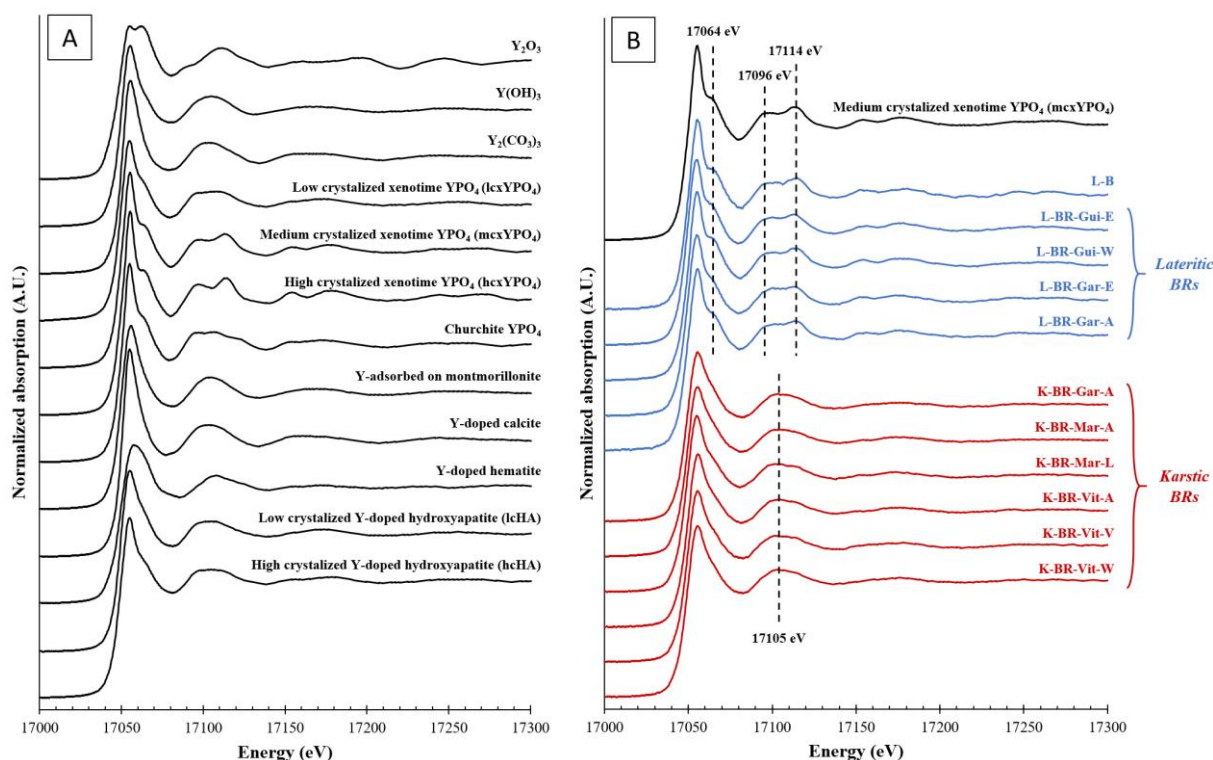 A
Y₂O₃
Y(OH)₃
Y₂(CO₃)₃
Low crystalized xenotime YPO₄ (lcxYPO₄)
Medium crystalized xenotime YPO₄ (mcxYPO₄)
High crystalized xenotime YPO₄ (hcxYPO₄)
Churchite YPO₄
Y-adsorbed on montmorillonite
Y-doped calcite
Y-doped hematite
Low crystalized Y-doped hydroxyapatite (lcHA)
High crystalized Y-doped hydroxyapatite (hcHA)
Normalized absorption (A.U.)
17000 17050 17100 17150 17200 17250 17300
Energy (eV)
B
17064 eV
17096 eV
17114 eV
Medium crystalized xenotime YPO₄ (mcxYPO₄)
L-B
L-BR-Gui-E
L-BR-Gui-W
L-BR-Gar-E
L-BR-Gar-A
Lateritic
BRs
K-BR-Gar-A
K-BR-Mar-A
K-BR-Mar-L
K-BR-Vit-A
K-BR-Vit-V
K-BR-Vit-W
Karstic
BRs
17105 eV
Normalized absorption (A.U.)
17000 17050 17100 17150 17200 17250 17300
Energy (eV)